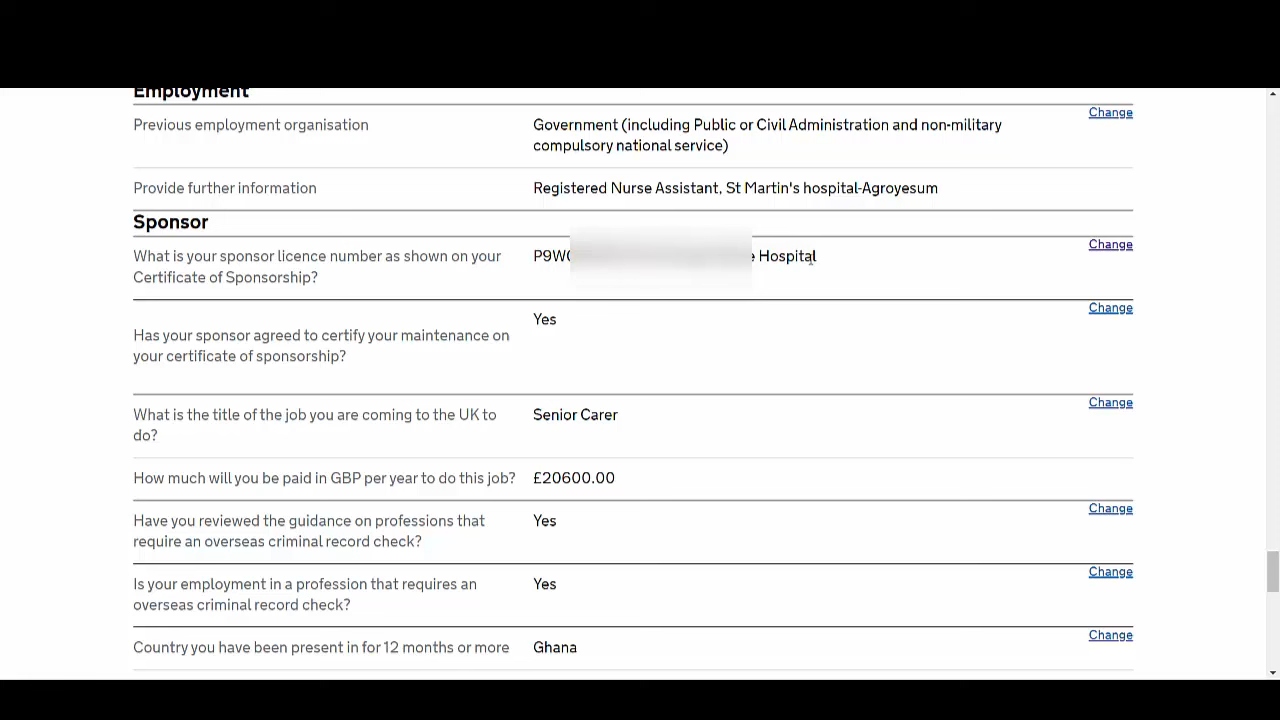 Employment
Change
Previous employment organisation
Government (including Public or Civil Administration and non-military
compulsory national service)
Provide further information
Registered Nurse Assistant, St Martin's hospital-Agroyesum
Sponsor
Change
What is your sponsor licence number as shown on your
Certificate of Sponsorship?
Hospital
Change
Has your sponsor agreed to certify your maintenance on
your certificate of sponsorship?
Yes
Change
What is the title of the job you are coming to the UK to
do?
Senior Carer
How much will you be paid in GBP per year to do this job?
£20600.00
Change
Have you reviewed the guidance on professions that
require an overseas criminal record check?
Yes
Change
Is your employment in a profession that requires an
overseas criminal record check?
Yes
Change
Country you have been present in for 12 months or more
Ghana